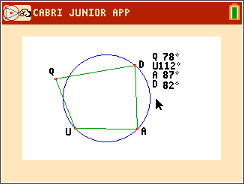 CABRI JUNIOR APP
Q 78°
U112°
A 87°
D 82°
Q
D
U
A